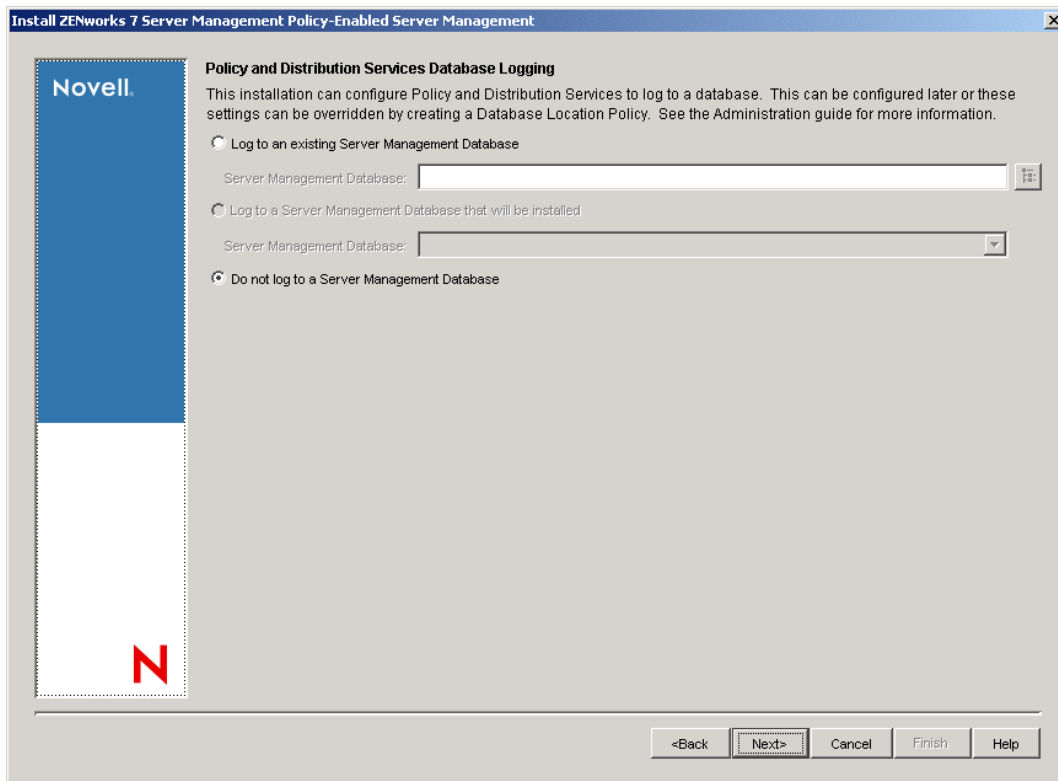 Install ZENworks 7 Server Management Policy-Enabled Server Management
Novell.
Policy and Distribution Services Database Logging
This installation can configure Policy and Distribution Services to log to a database. This can be configured later or these
settings can be overridden by creating a Database Location Policy. See the Administration guide for more information.
Log to an existing Server Management Database
Server Management Database:
Log to a Server Management Database that will be installed
Server Management Database:
Do not log to a Server Management Database
N
<Back Next> Cancel Finish Help